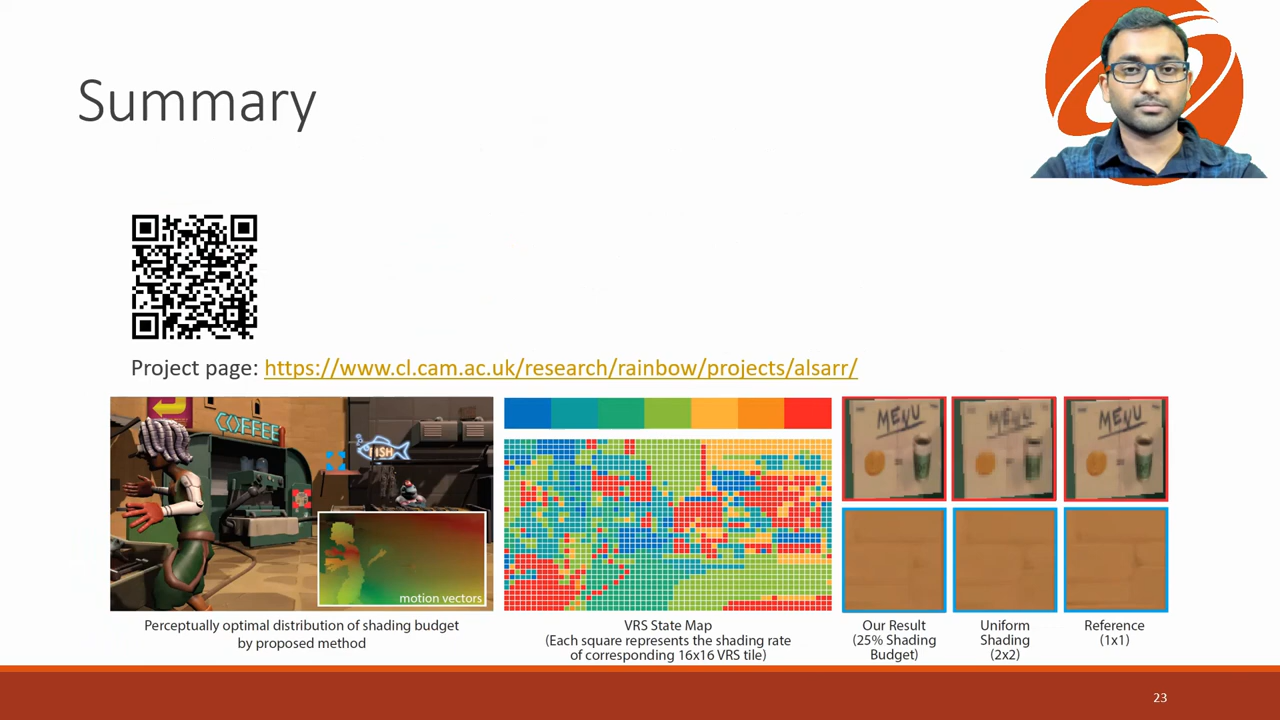 Summary
Project page: https://www.cl.cam.ac.uk/research/rainbow/projects/alsarr/
COFFEE
FISH
motion vectors
MENU
MENU
MENU
Perceptually optimal distribution of shading budget
by proposed method
VRS State Map
(Each square represents the shading rate
of corresponding 16x16 VRS tile)
Our Result
(25% Shading
Budget)
Uniform
Shading
(2x2)
Reference
(1x1)
23